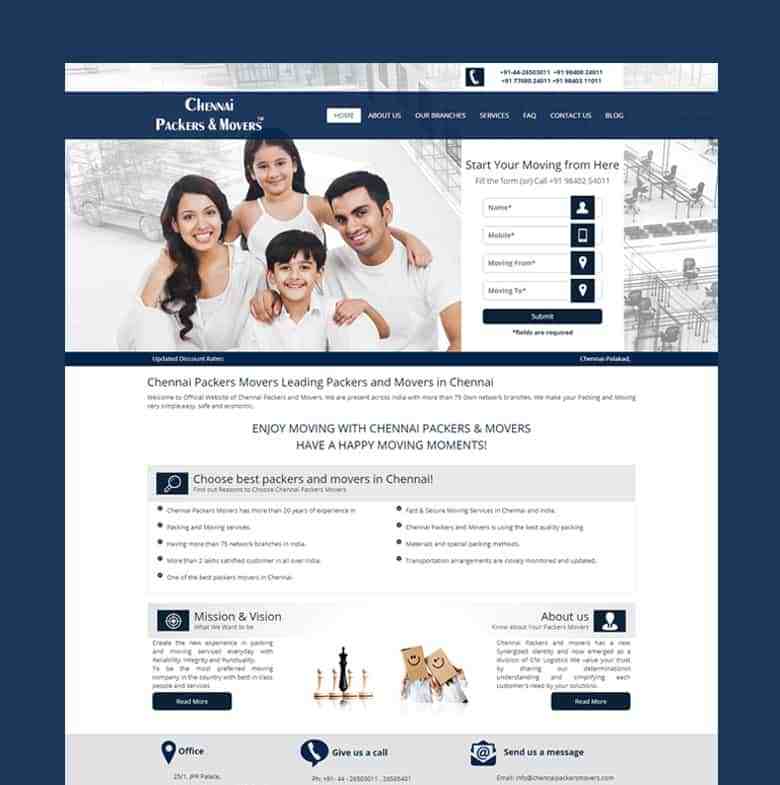 +91-44-26503011 +91 98400 24011
+91 77080 24011 +91 98403 11011
Chennai
Packers & Movers™
HOME ABOUT US OUR BRANCHES SERVICES FAQ CONTACT US BLOG
Start Your Moving from Here
Fill the form (or) Call +91 98402 54011
Name*
Mobile*
Moving From*
Moving To*
Submit
*fields are required
Updated Discount Rates: Chennai-Palakad,
Chennai Packers Movers Leading Packers and Movers in Chennai
Welcome to Official Website of Chennai Packers and Movers. We are present across India with more than 75 Own network branches. We make your Packing and Moving
very simple,easy, safe and economic.
ENJOY MOVING WITH CHENNAI PACKERS & MOVERS
HAVE A HAPPY MOVING MOMENTS!
Choose best packers and movers in Chennai!
Find out Reasons to Choose Chennai Packers Movers
Chennai Packers Movers has more than 20 years of experience in
Packing and Moving services.
Having more than 75 network branches in India.
More than 2 lakhs satisfied customer in all over India.
One of the best packers movers in Chennai.
Fast & Secure Moving Services in Chennai and India.
Chennai Packers and Movers is using the best quality packing
Materials and special packing methods.
Transportation arrangements are closely monitored and updated.
Mission & Vision
What We Want to be
Create the new experience in packing
and moving services everyday with
Reliability, Integrity and Punctuality.
To be the most preferred moving
company in the country with best in class
people and services
Read More
About us
Know about Your Packers Movers
Chennai Packers and movers has a new
Synergized identity and now emerged as a
division of CM Logistics We value your trust
by sharing our determination
understanding and simplifying each
customer's need by your solutions.
Read More
Office
25/1, JPR Palace,
Give us a call
Ph: +91- 44 - 26503011 , 26565401
Send us a message
Email: info@chennaipackersmovers.com